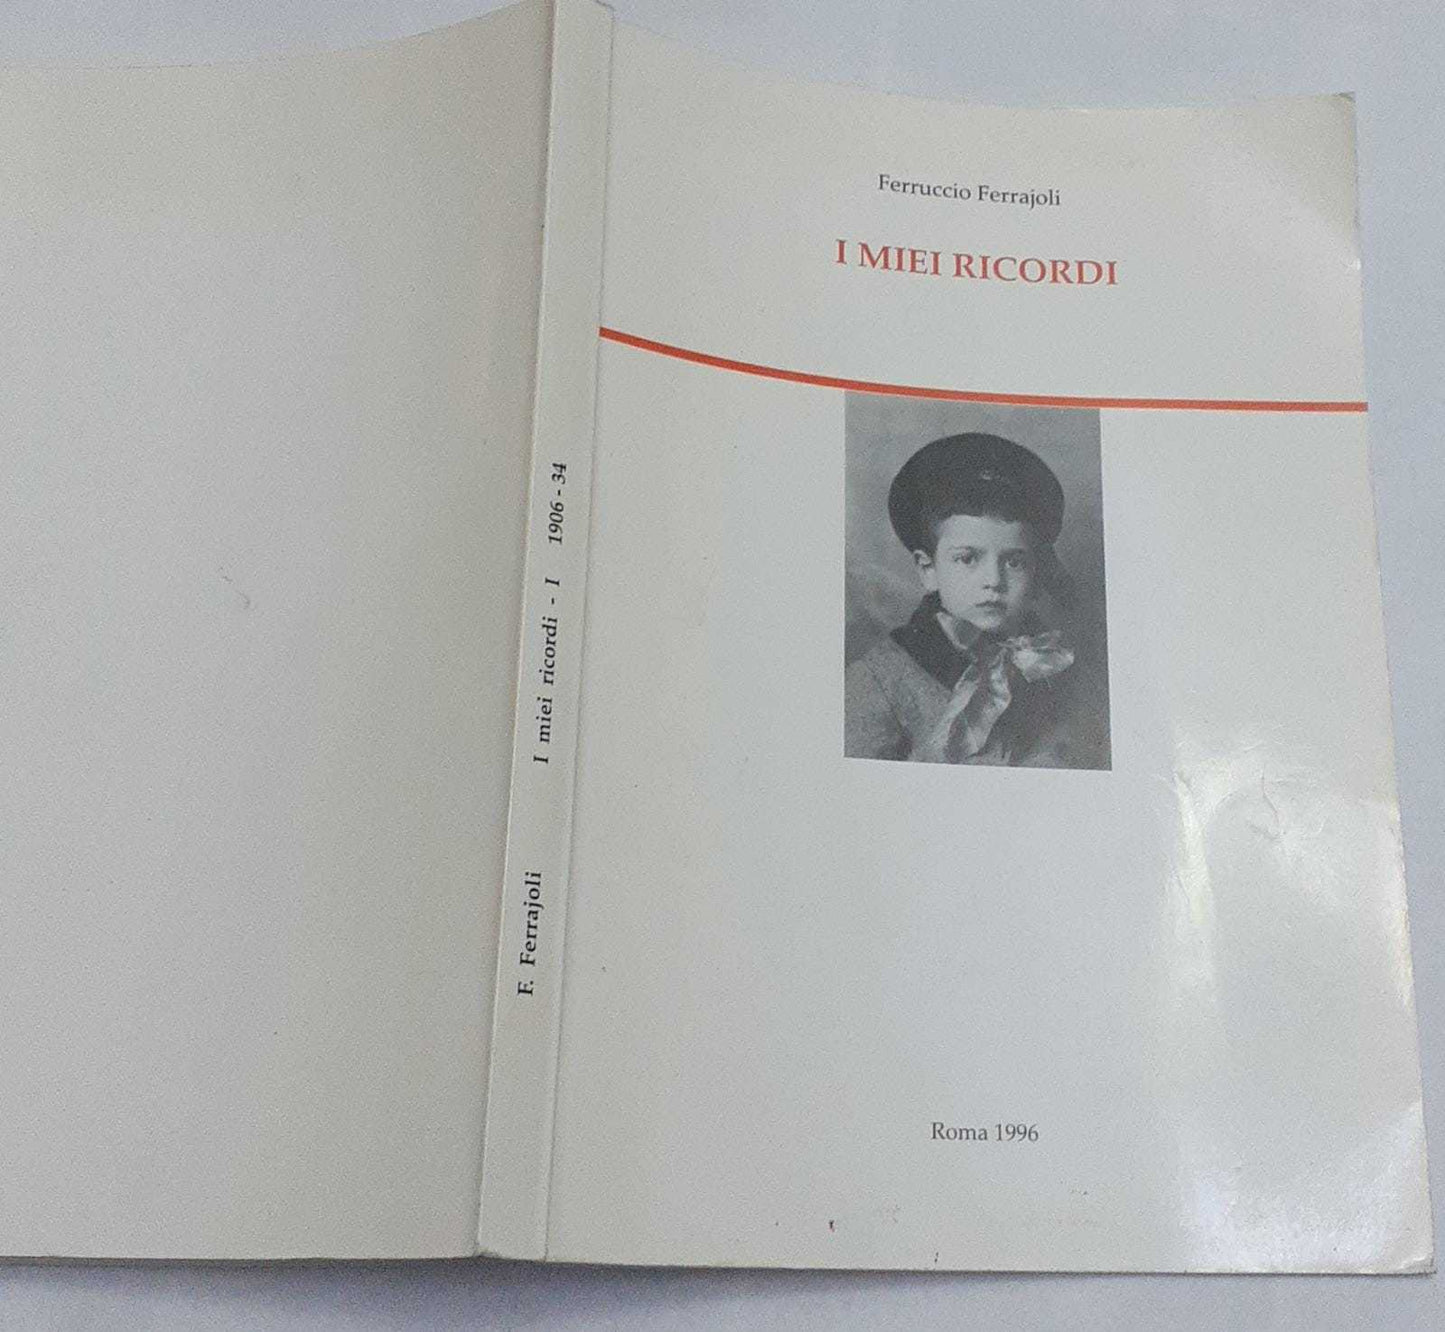 Ferruccio Ferrajoli
I MIEI RICORDI
Roma 1996
F. Ferrajoli I miei ricordi - I 1906 - 34